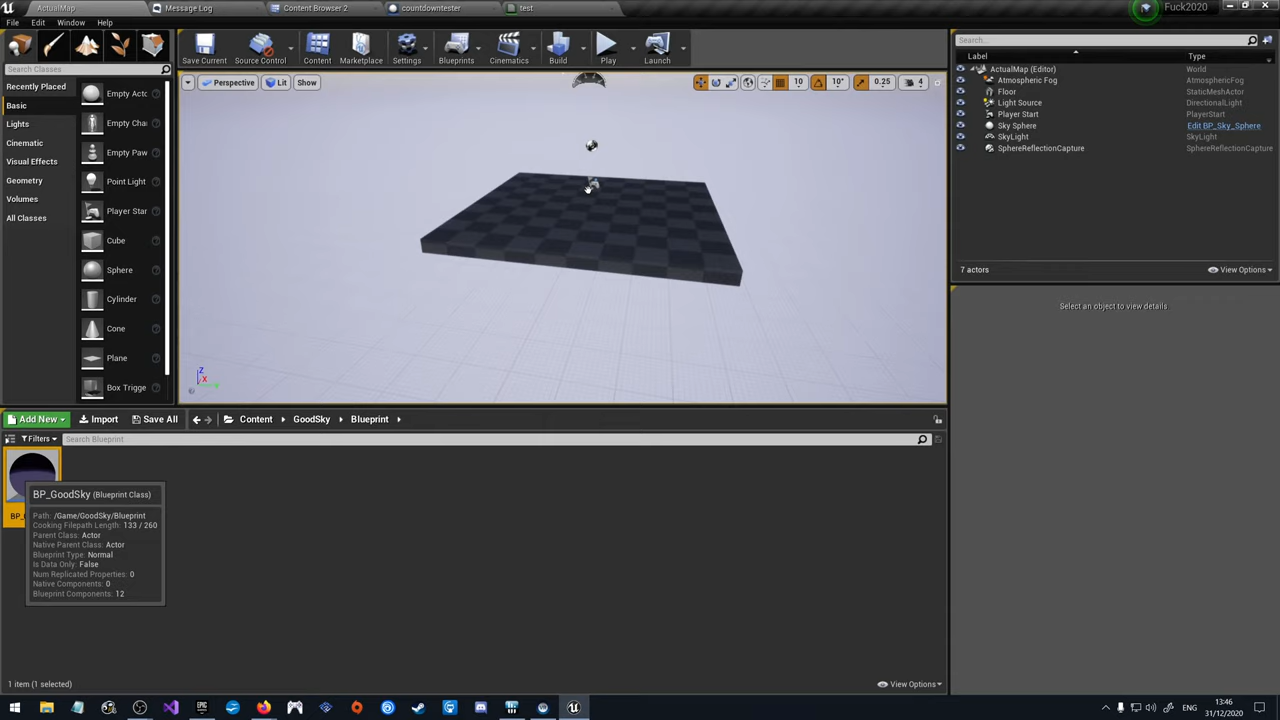 ActualMap
Message Log
Content Browser 2
countdowntester
test
Fuck2020
File
Edit
Window
Help
Search Classes
Save Current
Source Control
Content
Marketplace
Settings
Blueprints
Cinematics
Build
Play
Launch
Search...
Label
Type
Recently Placed
Basic
Lights
Cinematic
Visual Effects
Geometry
Volumes
All Classes
Empty Acto
Empty Cha
Empty Paw
Point Light
Player Star
Cube
Sphere
Cylinder
Cone
Plane
Box Trigge
Perspective
Lit
Show
10
10°
0.25
4
Z
X
ActualMap (Editor)
World
Atmospheric Fog
AtmosphericFog
Floor
StaticMeshActor
Light Source
DirectionalLight
Player Start
PlayerStart
Sky Sphere
Edit BP_Sky_Sphere
SkyLight
SkyLight
SphereReflectionCapture
SphereReflectionCapture
7 actors
View Options
Select an object to view details
Add New
Import
Save All
Content
GoodSky
Blueprint
Filters
Search Blueprint
BP_GoodSky (Blueprint Class)
Path: /Game/GoodSky/Blueprint
Cooking Filepath Length: 133 / 260
Parent Class: Actor
Native Parent Class: Actor
Blueprint Type: Normal
Is Data Only: False
Num Replicated Properties: 0
Native Components: 0
Blueprint Components: 12
1 item (1 selected)
View Options
ENG
13:46
31/12/2020